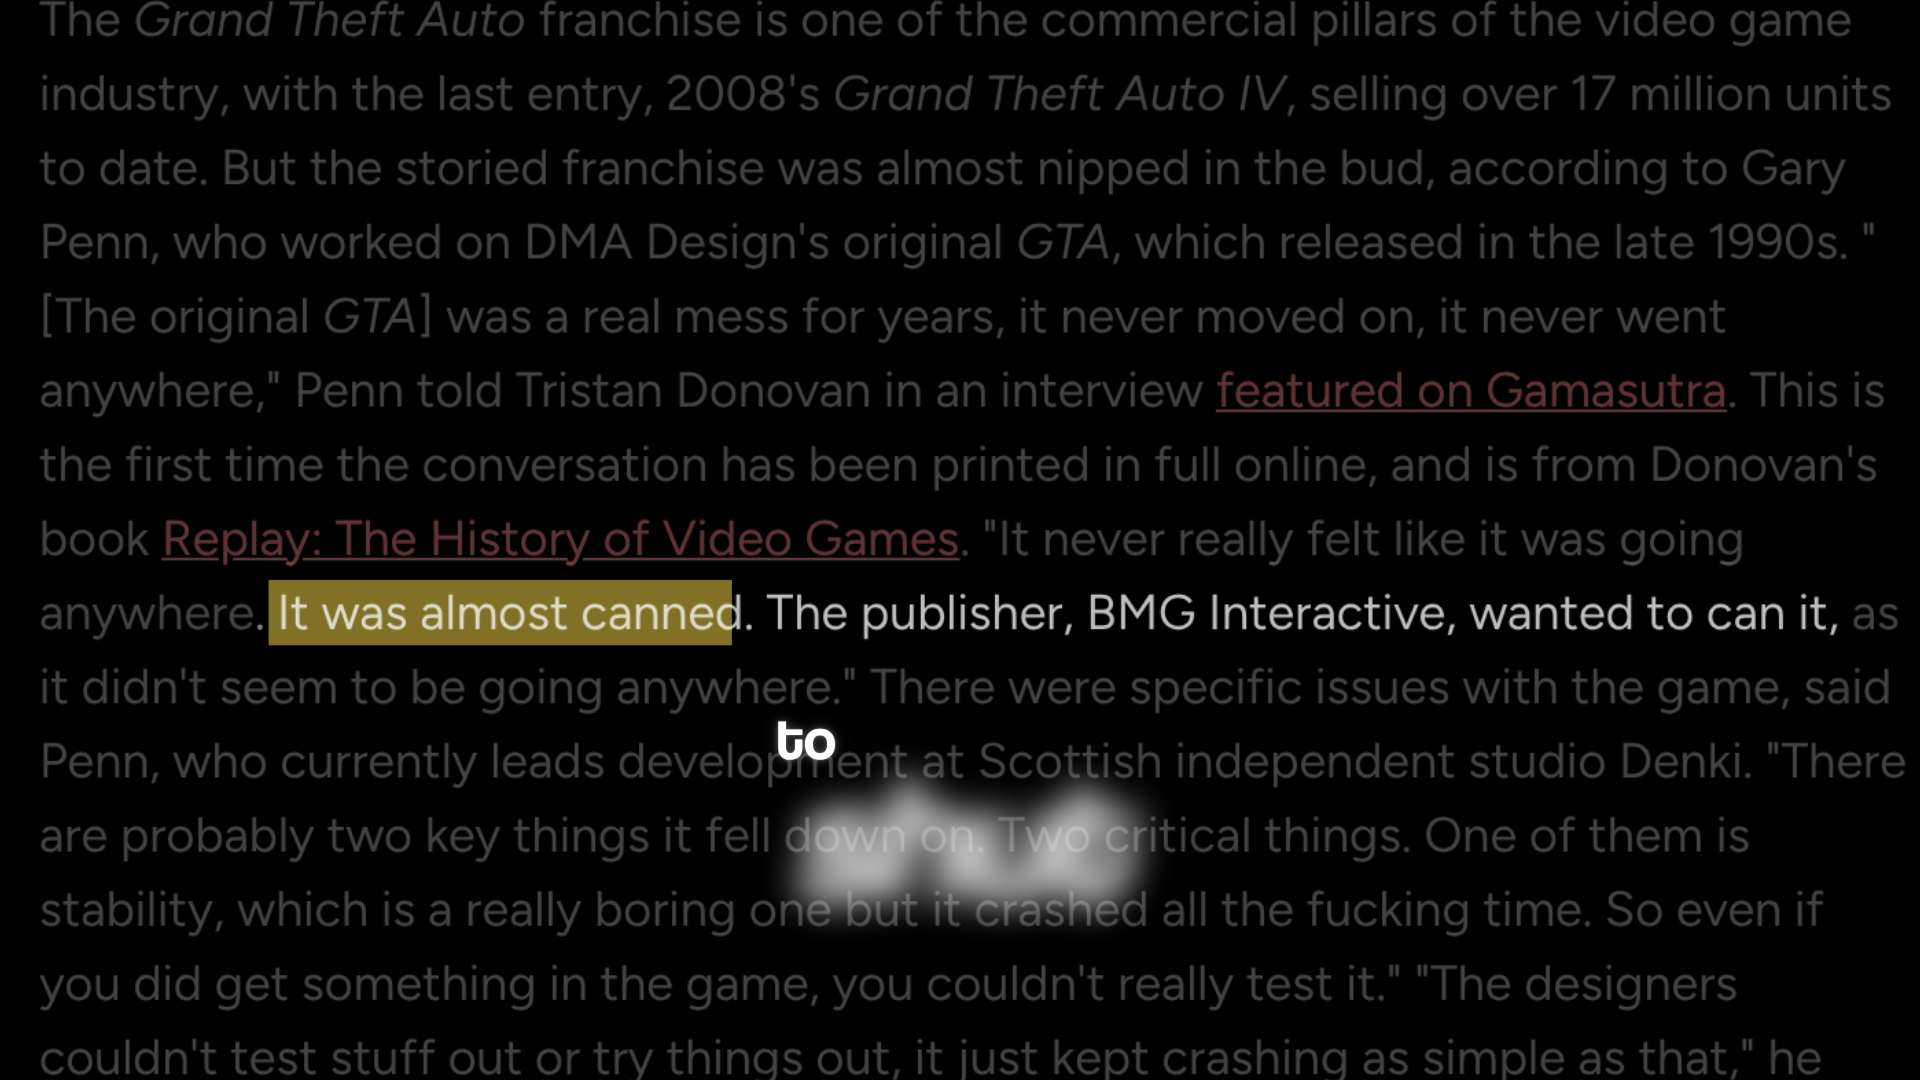 The Grand Theft Auto franchise is one of the commercial pillars of the video game
industry, with the last entry, 2008's Grand Theft Auto IV, selling over 17 million units
to date. But the storied franchise was almost nipped in the bud, according to Gary
Penn, who worked on DMA Design's original GTA, which released in the late 1990s. "
[The original GTA] was a real mess for years, it never moved on, it never went
anywhere," Penn told Tristan Donovan in an interview featured on Gamasutra. This is
the first time the conversation has been printed in full online, and is from Donovan's
book Replay: The History of Video Games. "It never really felt like it was going
anywhere. It was almost canned. The publisher, BMG Interactive, wanted to can it, as
it didn't seem to be going anywhere." There were specific issues with the game, said
to
Penn, who currently leads development at Scottish independent studio Denki. "There
are probably two key things it fell down on. Two critical things. One of them is
stability, which is a really boring one but it crashed all the fucking time. So even if
you did get something in the game, you couldn't really test it." "The designers
couldn't test stuff out or try things out, it just kept crashing as simple as that," he